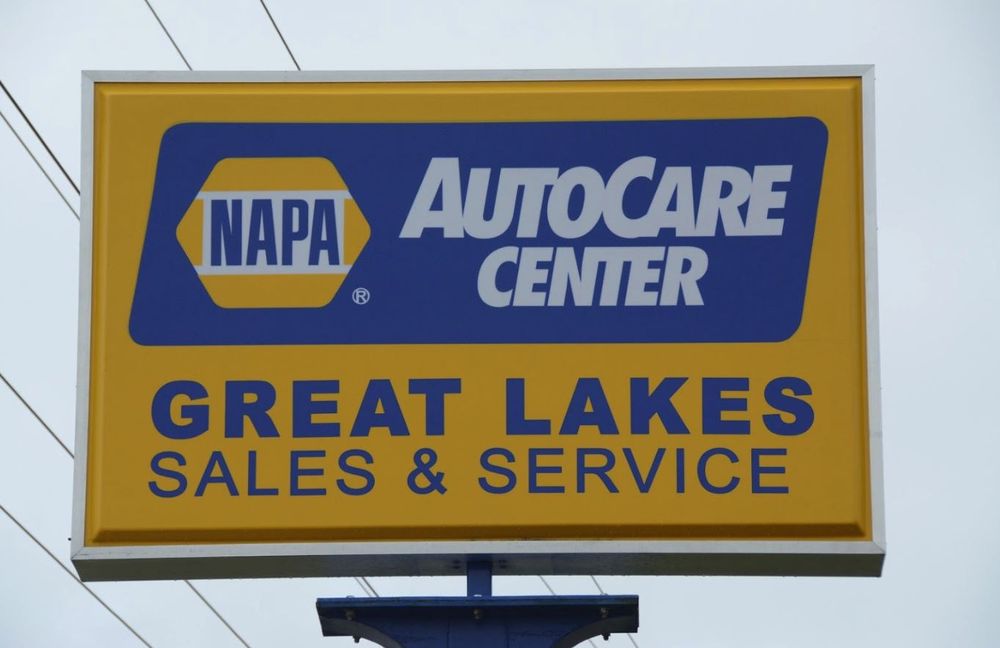 NAPA ®
AUTOCARE
CENTER
GREAT LAKES
SALES & SERVICE